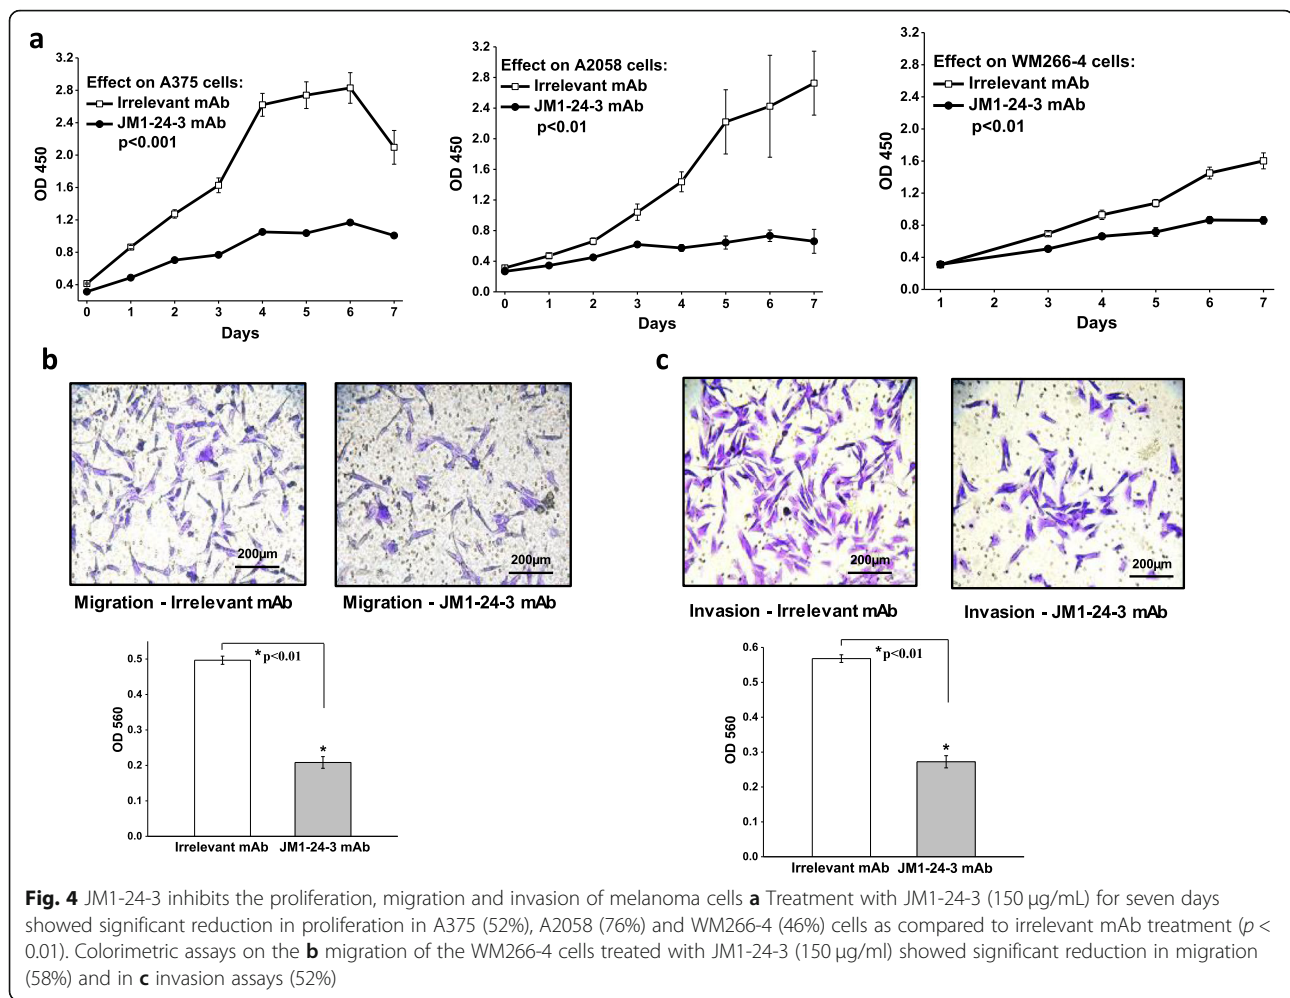 a
Effect on A375 cells:
Irrelevant mAb
JM1-24-3 mAb
p<0.001
OD 450
3.2
2.8
2.4
2.0
1.6
1.2
0.8
0.4
0 1 2 3 4 5 6 7
Days
Effect on A2058 cells:
Irrelevant mAb
JM1-24-3 mAb
p<0.01
OD 450
3.2
2.8
2.4
2.0
1.6
1.2
0.8
0.4
0.0
0 1 2 3 4 5 6 7
Days
Effect on WM266-4 cells:
Irrelevant mAb
JM1-24-3 mAb
p<0.01
OD 450
3.2
2.8
2.4
2.0
1.6
1.2
0.8
0.4
0.0
1 2 3 4 5 6 7
Days
b
200µm
200µm
Migration - Irrelevant mAb
Migration - JM1-24-3 mAb
*p<0.01
OD 560
0.5
0.4
0.3
0.2
0.1
0.0
*
Irrelevant mAb JM1-24-3 mAb
c
200µm
200µm
Invasion - Irrelevant mAb
Invasion - JM1-24-3 mAb
*p<0.01
OD 560
0.6
0.5
0.4
0.3
0.2
0.1
0.0
*
Irrelevant mAb JM1-24-3 mAb
Fig. 4 JM1-24-3 inhibits the proliferation, migration and invasion of melanoma cells a Treatment with JM1-24-3 (150 µg/mL) for seven days
showed significant reduction in proliferation in A375 (52%), A2058 (76%) and WM266-4 (46%) cells as compared to irrelevant mAb treatment (p <
0.01). Colorimetric assays on the b migration of the WM266-4 cells treated with JM1-24-3 (150 µg/ml) showed significant reduction in migration
(58%) and in c invasion assays (52%)